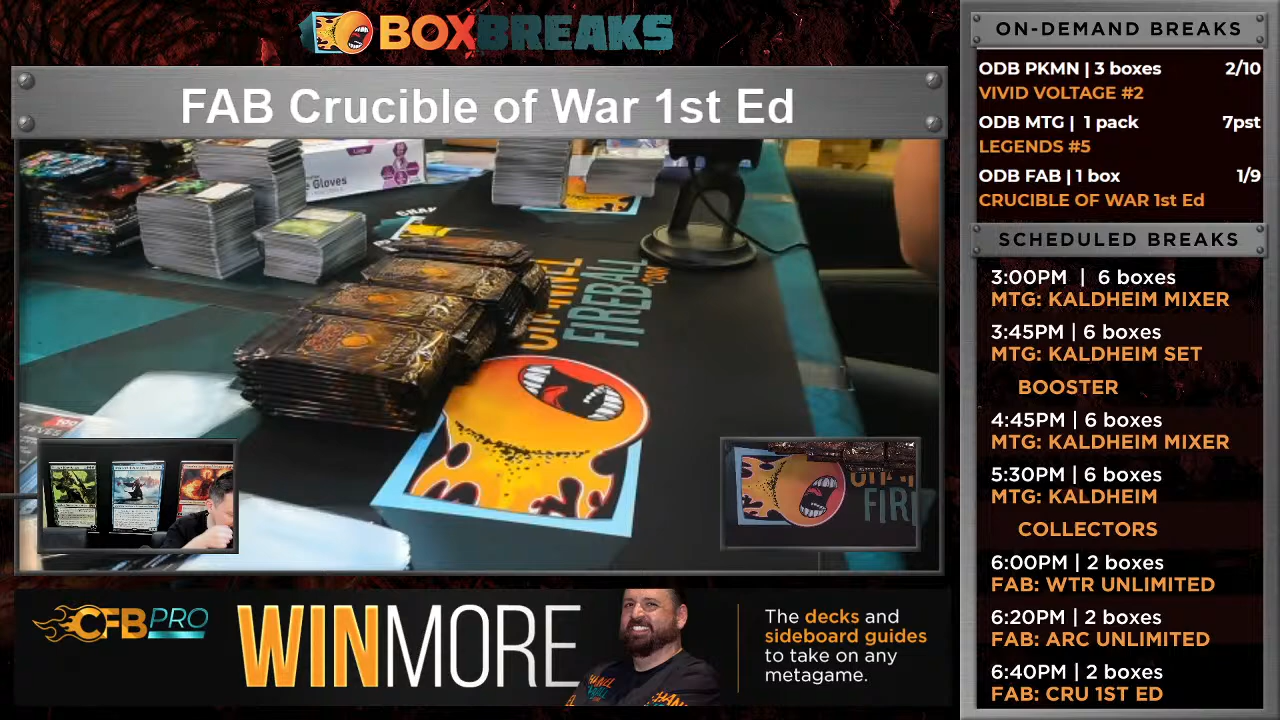 BOXBREAKS
FAB Crucible of War 1st Ed
Gloves
CHANNEL
FIREBALL
.COM
FIRE
CFBPRO
WINMORE
The decks and
sideboard guides
to take on any
metagame.
ON-DEMAND BREAKS
ODB PKMN | 3 boxes 2/10
VIVID VOLTAGE #2
ODB MTG | 1 pack 7pst
LEGENDS #5
ODB FAB | 1 box 1/9
CRUCIBLE OF WAR 1st Ed
SCHEDULED BREAKS
3:00PM | 6 boxes
MTG: KALDHEIM MIXER
3:45PM | 6 boxes
MTG: KALDHEIM SET
BOOSTER
4:45PM | 6 boxes
MTG: KALDHEIM MIXER
5:30PM | 6 boxes
MTG: KALDHEIM
COLLECTORS
6:00PM | 2 boxes
FAB: WTR UNLIMITED
6:20PM | 2 boxes
FAB: ARC UNLIMITED
6:40PM | 2 boxes
FAB: CRU 1ST ED